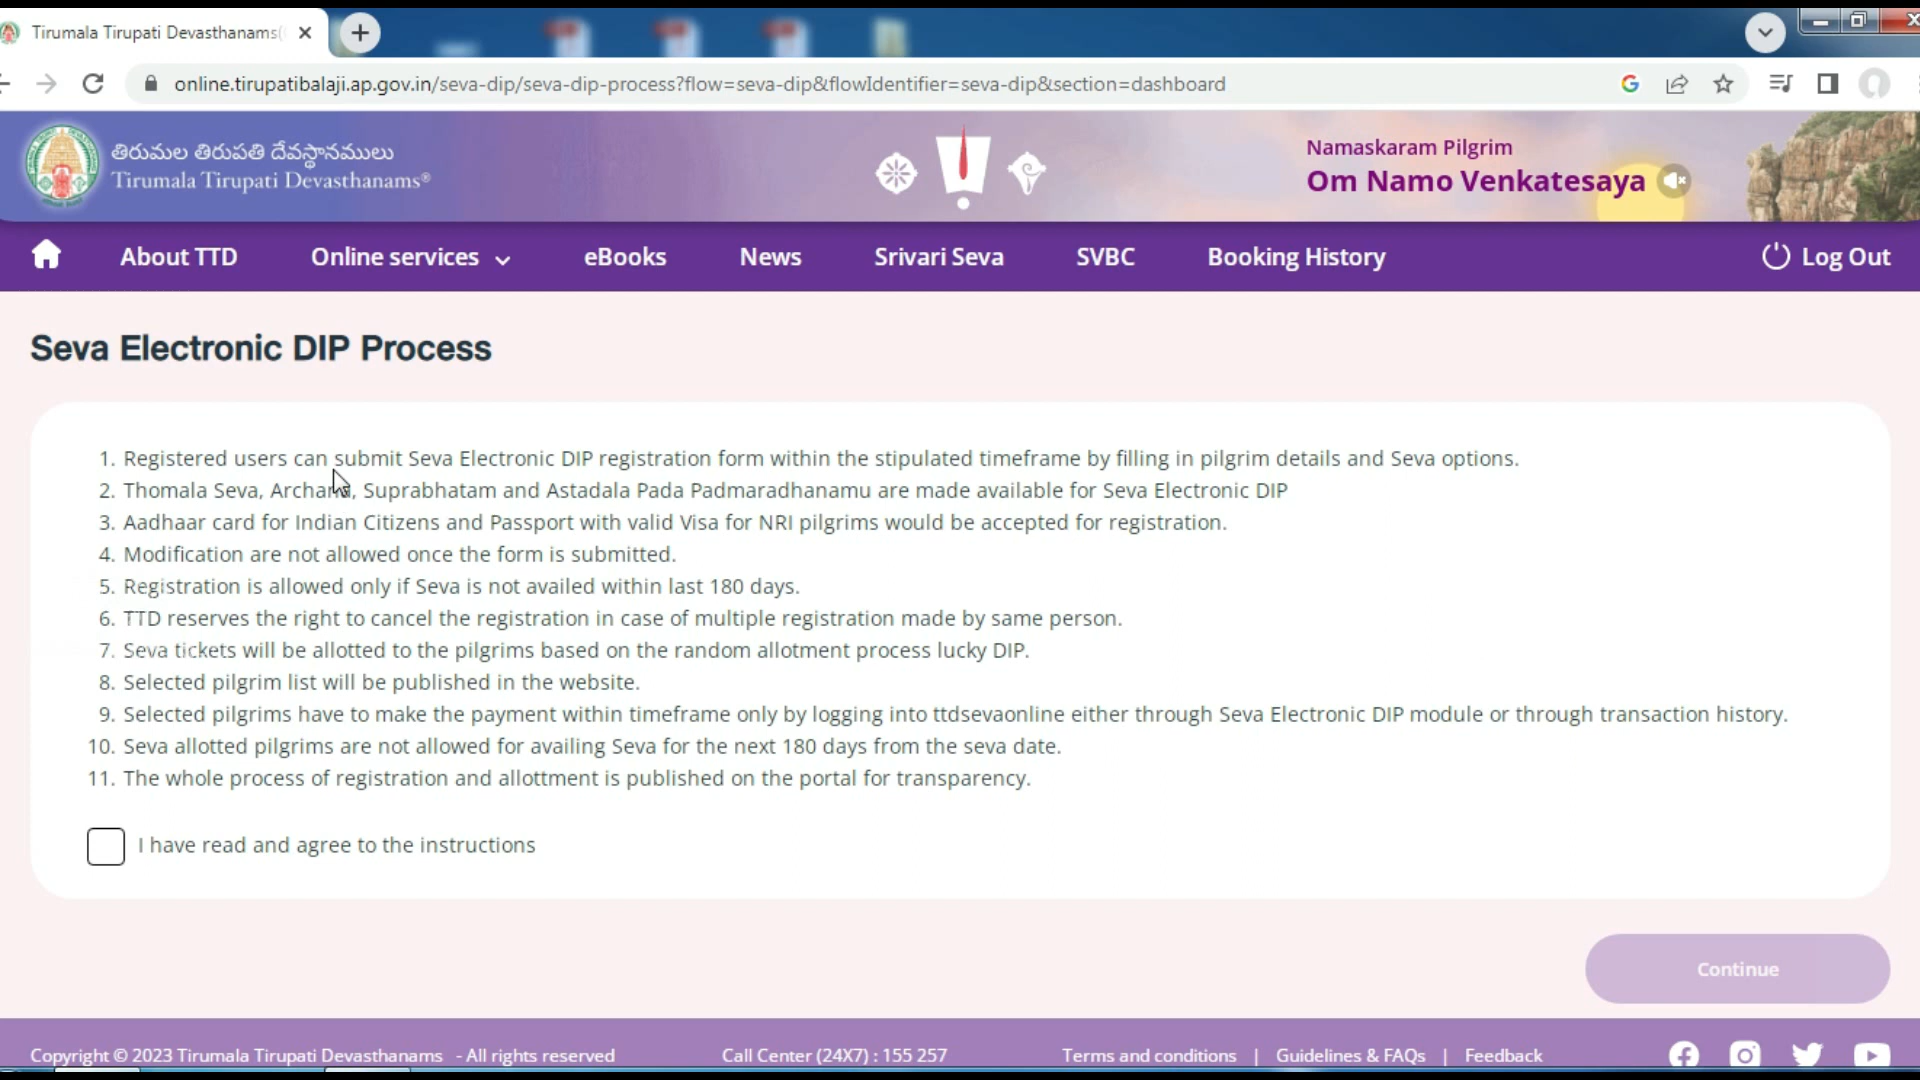 Tirumala Tirupati Devasthanams(
online.tirupatibalaji.ap.gov.in/seva-dip/seva-dip-process?flow=seva-dip&flowIdentifier=seva-dip&section=dashboard
తిరుమల తిరుపతి దేవస్థానములు
Tirumala Tirupati Devasthanams®
Namaskaram Pilgrim
Om Namo Venkatesaya
About TTD Online services eBooks News Srivari Seva SVBC Booking History Log Out
Seva Electronic DIP Process
1. Registered users can submit Seva Electronic DIP registration form within the stipulated timeframe by filling in pilgrim details and Seva options.
2. Thomala Seva, Archana, Suprabhatam and Astadala Pada Padmaradhanamu are made available for Seva Electronic DIP
3. Aadhaar card for Indian Citizens and Passport with valid Visa for NRI pilgrims would be accepted for registration.
4. Modification are not allowed once the form is submitted.
5. Registration is allowed only if Seva is not availed within last 180 days.
6. TTD reserves the right to cancel the registration in case of multiple registration made by same person.
7. Seva tickets will be allotted to the pilgrims based on the random allotment process lucky DIP.
8. Selected pilgrim list will be published in the website.
9. Selected pilgrims have to make the payment within timeframe only by logging into ttdsevaonline either through Seva Electronic DIP module or through transaction history.
10. Seva allotted pilgrims are not allowed for availing Seva for the next 180 days from the seva date.
11. The whole process of registration and allottment is published on the portal for transparency.
I have read and agree to the instructions
Continue
Copyright © 2023 Tirumala Tirupati Devasthanams - All rights reserved Call Center (24X7) : 155 257 Terms and conditions | Guidelines & FAQs | Feedback